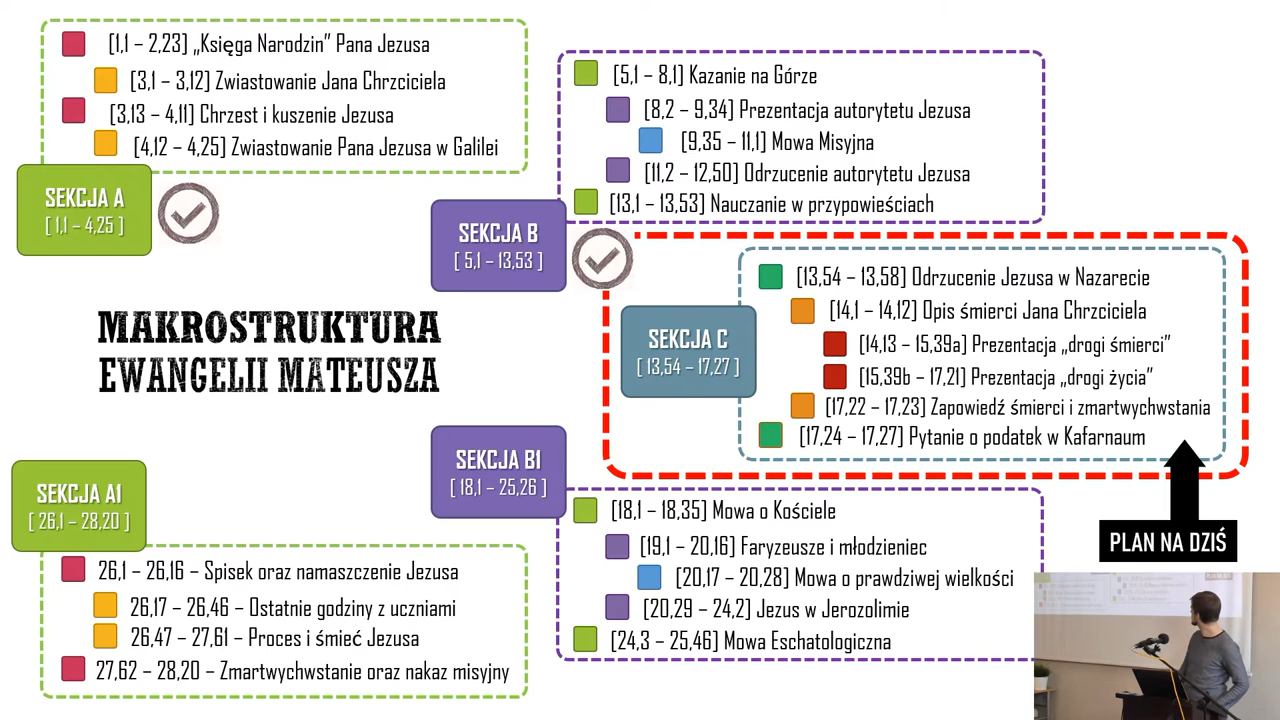 [1,1 – 2,23] „Księga Narodzin” Pana Jezusa
[3,1 – 3,12] Zwiastowanie Jana Chrzciciela
[3,13 – 4,11] Chrzest i kuszenie Jezusa
[4,12 – 4,25] Zwiastowanie Pana Jezusa w Galilei
SEKCJA A
[ 1,1 – 4,25 ]
[5,1 – 8,1] Kazanie na Górze
[8,2 – 9,34] Prezentacja autorytetu Jezusa
[9,35 – 11,1] Mowa Misyjna
[11,2 – 12,50] Odrzucenie autorytetu Jezusa
[13,1 – 13,53] Nauczanie w przypowieściach
SEKCJA B
[ 5,1 – 13,53 ]
MAKROSTRUKTURA
EWANGELII MATEUSZA
SEKCJA C
[ 13,54 – 17,27 ]
[13,54 – 13,58] Odrzucenie Jezusa w Nazarecie
[14,1 – 14,12] Opis śmierci Jana Chrzciciela
[14,13 – 15,39a] Prezentacja „drogi śmierci”
[15,39b – 17,21] Prezentacja „drogi życia”
[17,22 – 17,23] Zapowiedź śmierci i zmartwychwstania
[17,24 – 17,27] Pytanie o podatek w Kafarnaum
PLAN NA DZIŚ
SEKCJA B1
[ 18,1 – 25,26 ]
[18,1 – 18,35] Mowa o Kościele
[19,1 – 20,16] Faryzeusze i młodzieniec
[20,17 – 20,28] Mowa o prawdziwej wielkości
[20,29 – 24,2] Jezus w Jerozolimie
[24,3 – 25,46] Mowa Eschatologiczna
SEKCJA A1
[ 26,1 – 28,20 ]
26,1 – 26,16 – Spisek oraz namaszczenie Jezusa
26,17 – 26,46 – Ostatnie godziny z uczniami
26,47 – 27,61 – Proces i śmieć Jezusa
27,62 – 28,20 – Zmartwychwstanie oraz nakaz misyjny